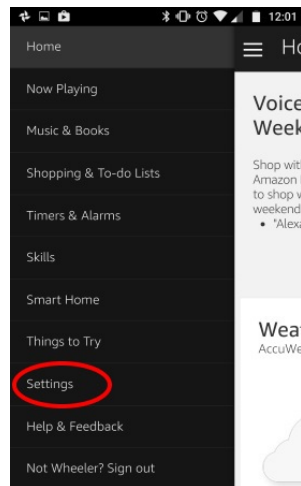 12:01
Home
Now Playing
Music & Books
Shopping & To-do Lists
Timers & Alarms
Skills
Smart Home
Things to Try
Settings
Help & Feedback
Not Wheeler? Sign out
Ho
Voice
Week
Shop wit
Amazon
to shop
weekend
• "Alexa
Wea
AccuWe